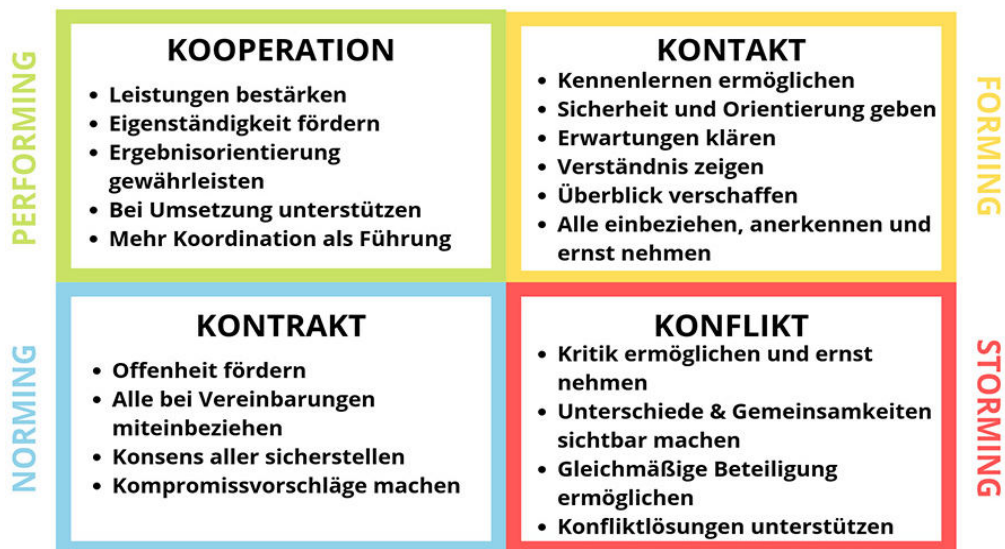 PERFORMING
KOOPERATION
• Leistungen bestärken
• Eigenständigkeit fördern
• Ergebnisorientierung
gewährleisten
• Bei Umsetzung unterstützen
• Mehr Koordination als Führung
KONTAKT
• Kennenlernen ermöglichen
• Sicherheit und Orientierung geben
• Erwartungen klären
• Verständnis zeigen
• Überblick verschaffen
• Alle einbeziehen, anerkennen und
ernst nehmen
FORMING
NORMING
KONTRAKT
• Offenheit fördern
• Alle bei Vereinbarungen
miteinbeziehen
• Konsens aller sicherstellen
• Kompromissvorschläge machen
KONFLIKT
• Kritik ermöglichen und ernst
nehmen
• Unterschiede & Gemeinsamkeiten
sichtbar machen
• Gleichmäßige Beteiligung
ermöglichen
• Konfliktlösungen unterstützen
STORMING